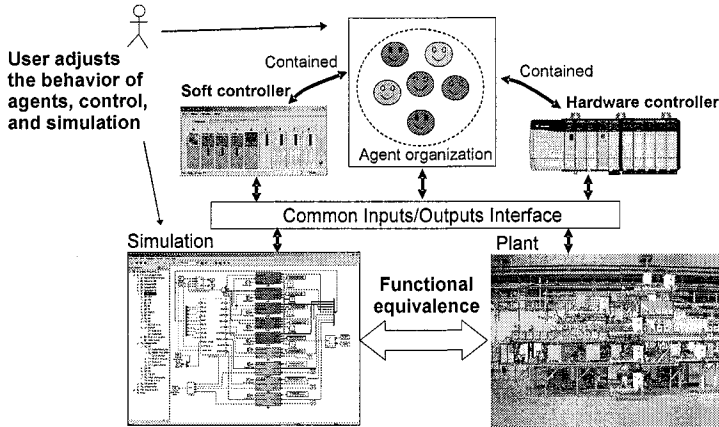 User adjusts
the behavior of
agents, control,
and simulation
Contained
Soft controller
Agent organization
Contained
Hardware controller
Common Inputs/Outputs Interface
Simulation
Plant
Functional
equivalence